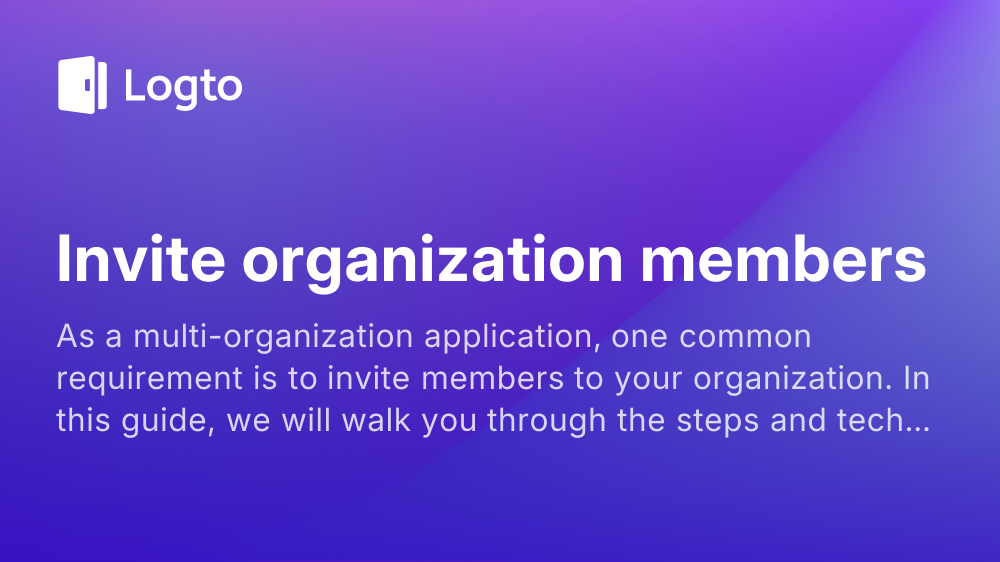 Logto
Invite organization members
As a multi-organization application, one common
requirement is to invite members to your organization. In
this guide, we will walk you through the steps and tech...